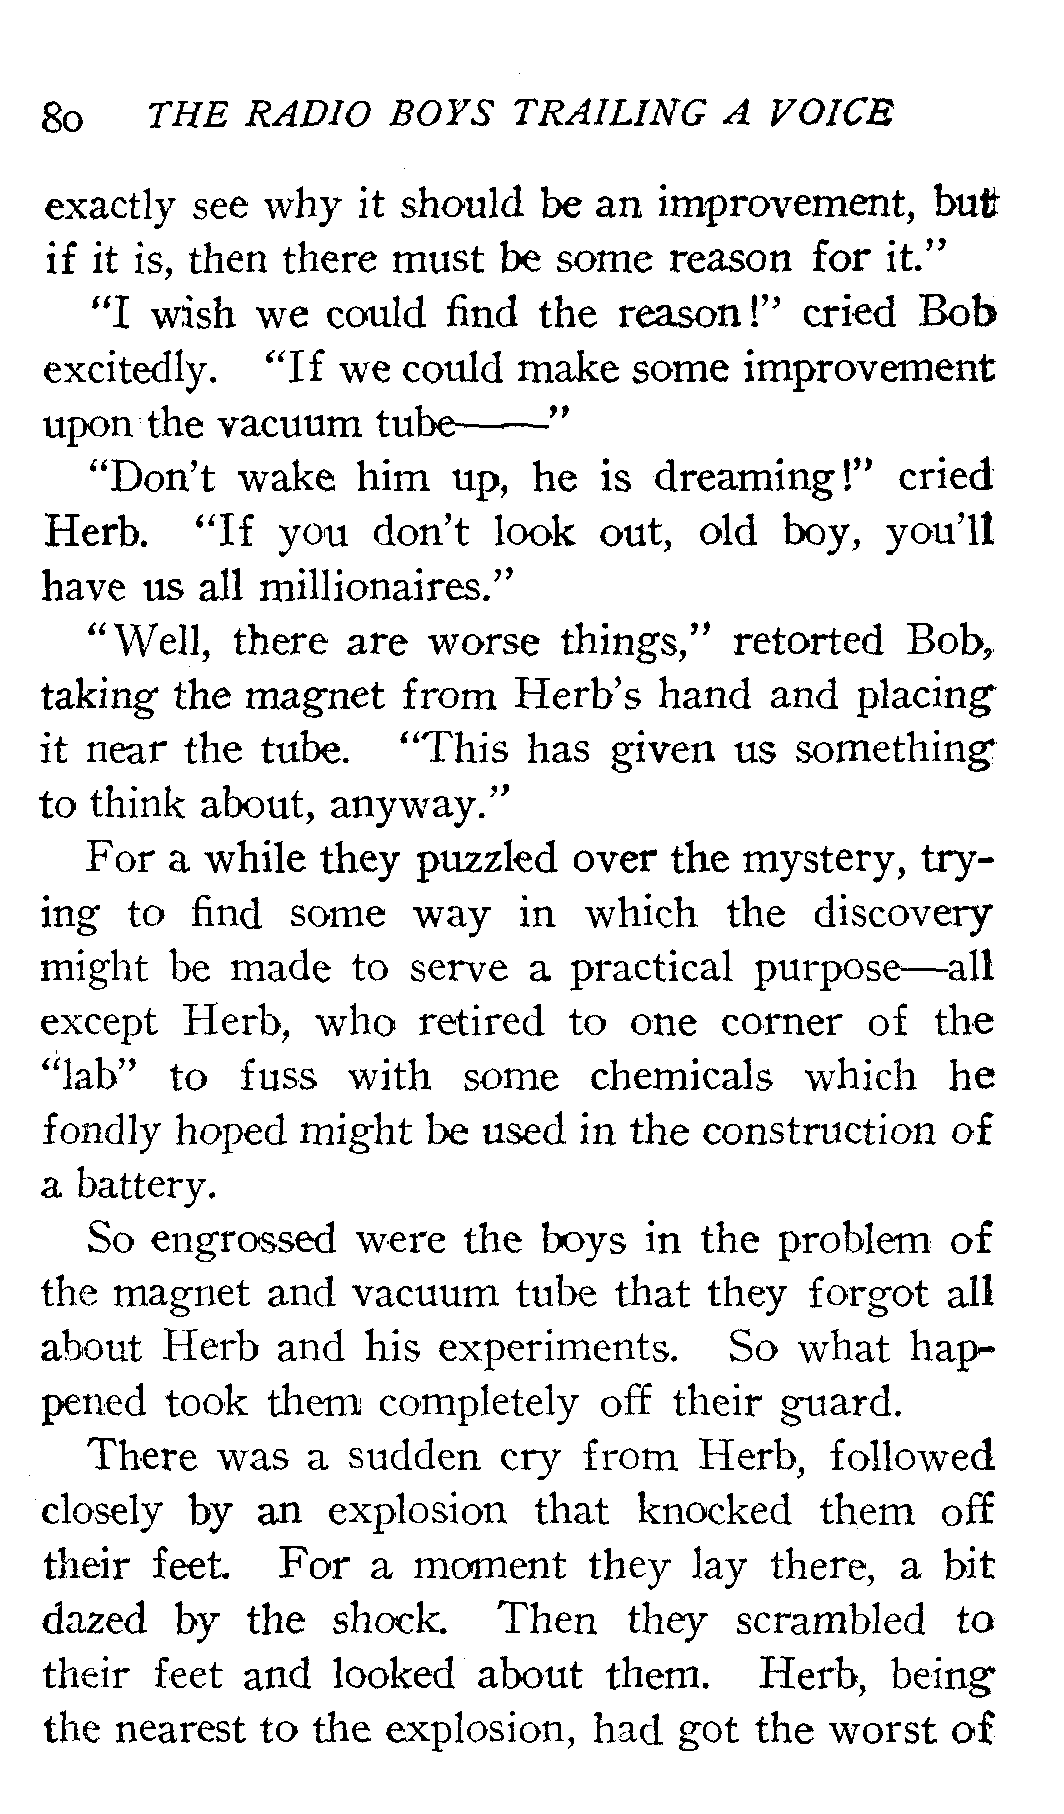 80 THE RADIO BOYS TRAILING A VOICE
exactly see why it should be an improvement, but
if it is, then there must be some reason for it."
"I wish we could find the reason!" cried Bob
excitedly. "If we could make some improvement
upon the vacuum tube——"
"Don't wake him up, he is dreaming!" cried
Herb. "If you don't look out, old boy, you'll
have us all millionaires."
"Well, there are worse things," retorted Bob,
taking the magnet from Herb's hand and placing
it near the tube. "This has given us something
to think about, anyway."
For a while they puzzled over the mystery, try-
ing to find some way in which the discovery
might be made to serve a practical purpose—all
except Herb, who retired to one corner of the
"lab" to fuss with some chemicals which he
fondly hoped might be used in the construction of
a battery.
So engrossed were the boys in the problem of
the magnet and vacuum tube that they forgot all
about Herb and his experiments. So what hap-
pened took them completely off their guard.
There was a sudden cry from Herb, followed
closely by an explosion that knocked them off
their feet. For a moment they lay there, a bit
dazed by the shock. Then they scrambled to
their feet and looked about them. Herb, being
the nearest to the explosion, had got the worst of